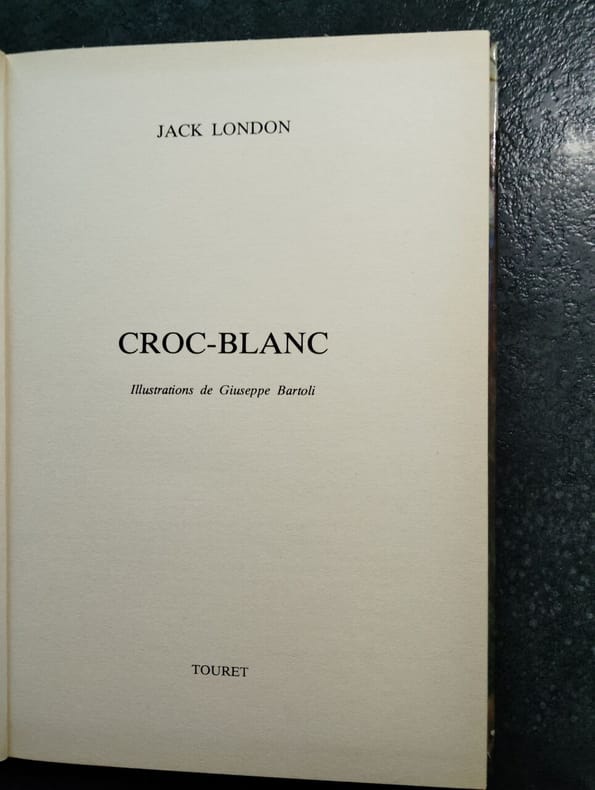 JACK LONDON
CROC-BLANC
Illustrations de Giuseppe Bartoli
TOURET